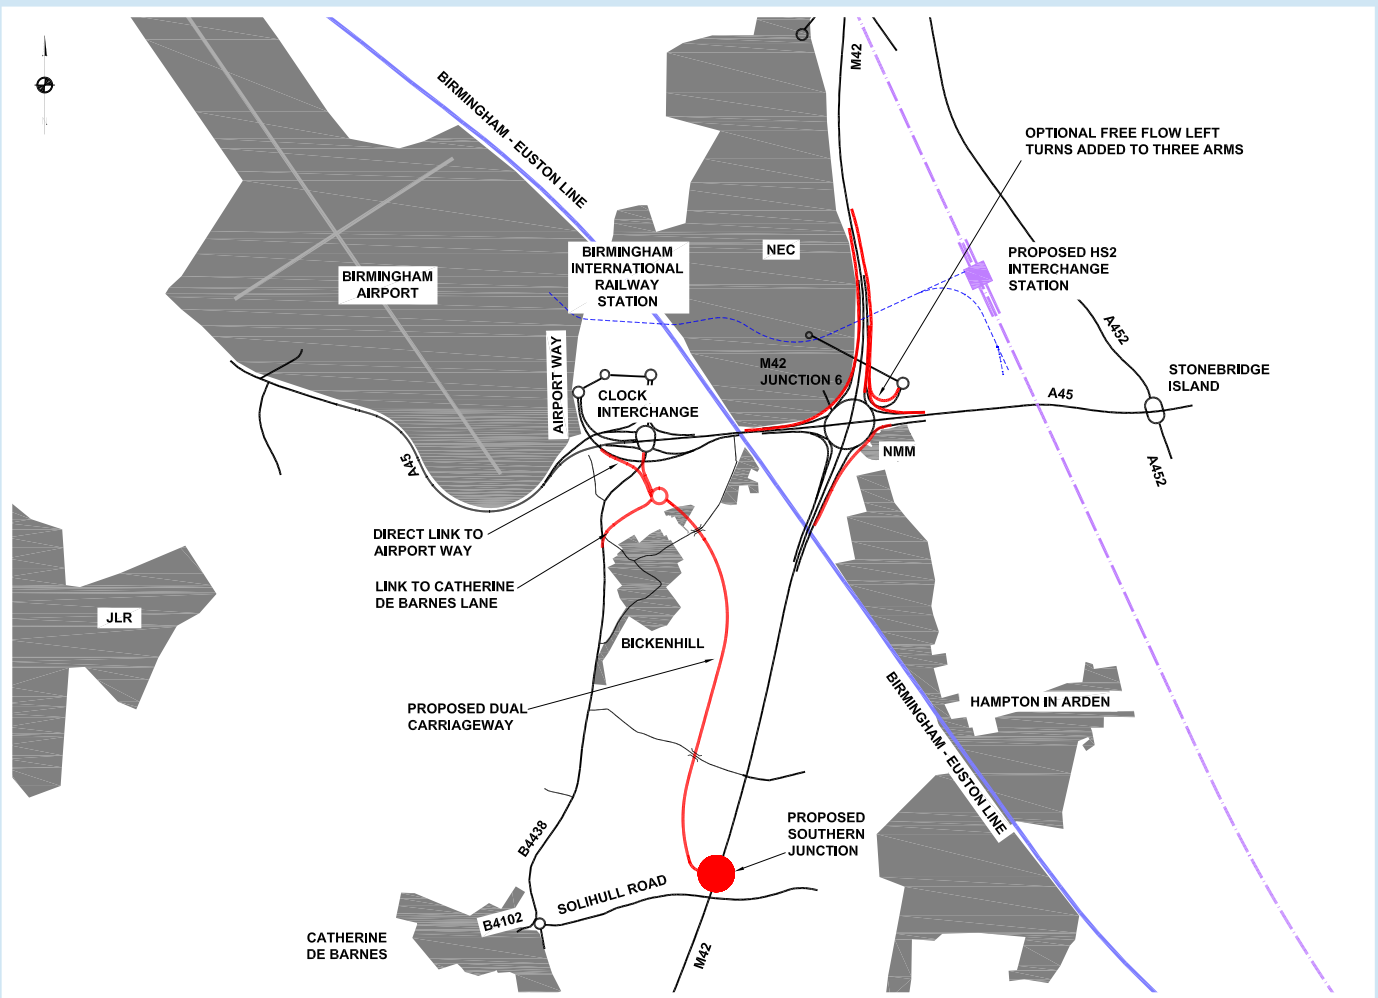 M42
BIRMINGHAM - EUSTON LINE
OPTIONAL FREE FLOW LEFT
TURNS ADDED TO THREE ARMS
NEC
BIRMINGHAM
INTERNATIONAL
RAILWAY
STATION
PROPOSED HS2
INTERCHANGE
STATION
BIRMINGHAM
AIRPORT
A452
AIRPORT WAY
M42
JUNCTION 6
STONEBRIDGE
ISLAND
CLOCK
INTERCHANGE
A45
NMM
A45
A452
DIRECT LINK TO
AIRPORT WAY
LINK TO CATHERINE
DE BARNES LANE
JLR
BICKENHILL
PROPOSED DUAL
CARRIAGEWAY
HAMPTON IN ARDEN
BIRMINGHAM - EUSTON LINE
PROPOSED
SOUTHERN
JUNCTION
B4438
SOLIHULL ROAD
B4102
CATHERINE
DE BARNES
M42